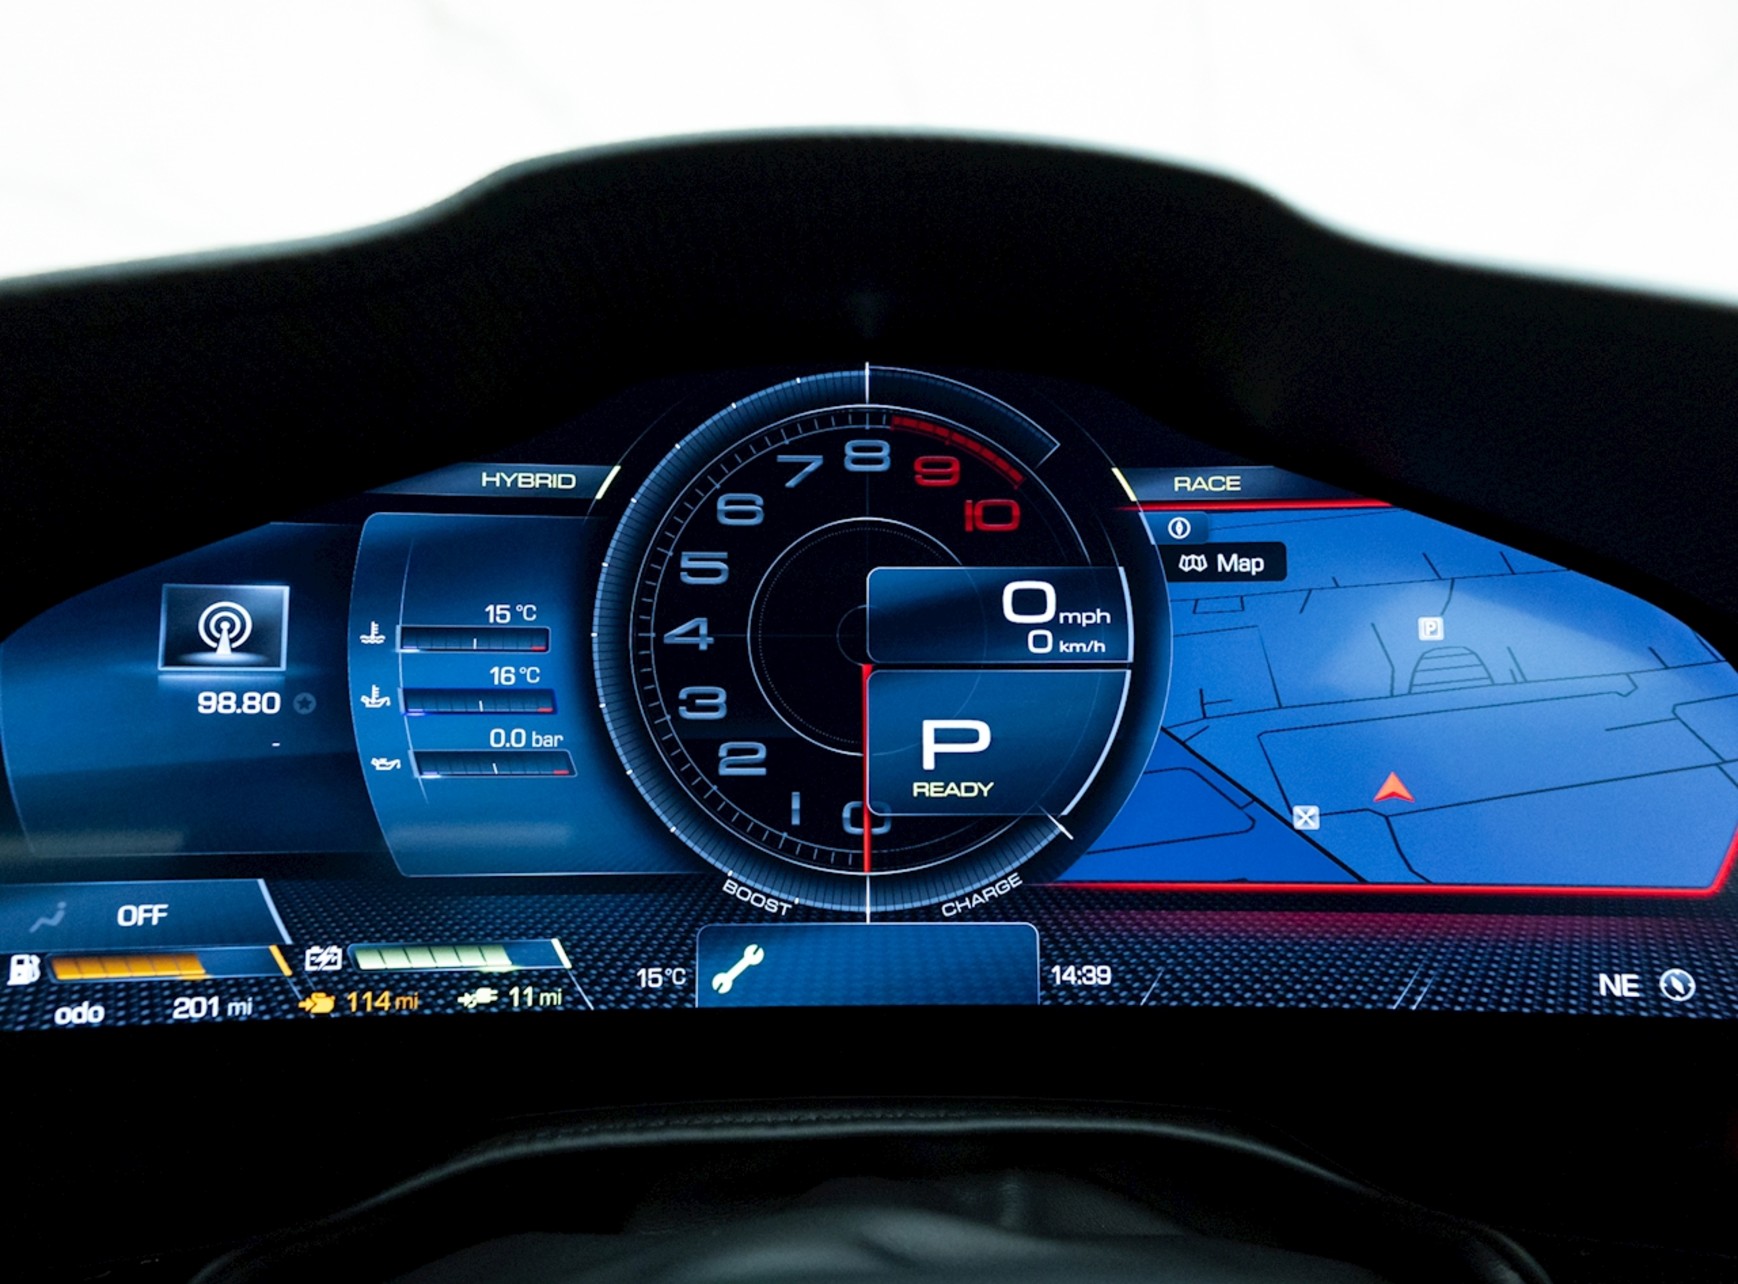 HYBRID
RACE
Map
98.80
-
15 °C
16 °C
0.0 bar
10
9
8
7
6
5
4
3
2
1
0
0 mph
0 km/h
P
READY
BOOST
CHARGE
OFF
odo 201 mi
114 mi
11 mi
15°C
14:39
NE
P